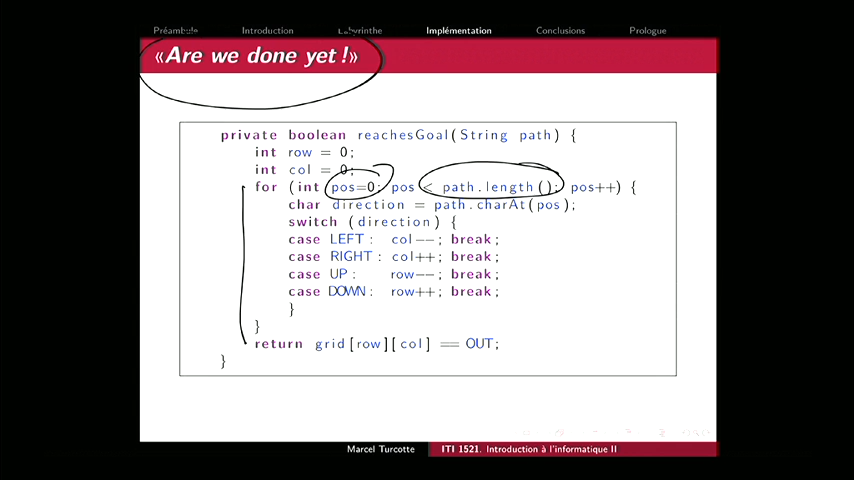 Préambule Introduction Labyrinthe Implémentation Conclusions Prologue
«Are we done yet!»
private boolean reachesGoal(String path) {
int row = 0;
int col = 0;
for (int pos=0; pos < path.length(); pos++) {
char direction = path.charAt(pos);
switch (direction) {
case LEFT: col--; break;
case RIGHT: col++; break;
case UP: row--; break;
case DOWN: row++; break;
}
}
return grid[row][col] == OUT;
}
Marcel Turcotte ITI 1521. Introduction à l'informatique II